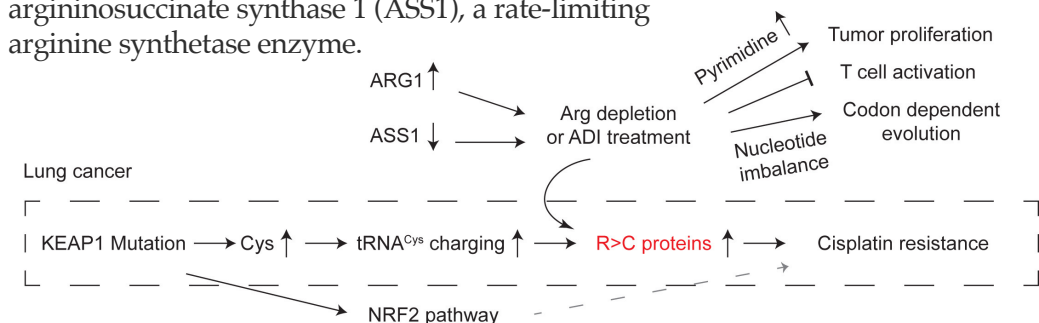 argininosuccinate synthase 1 (ASS1), a rate-limiting
arginine synthetase enzyme.
Pyrimidine ↑
Tumor proliferation
T cell activation
Codon dependent
evolution
Nucleotide
imbalance
ARG1 ↑
ASS1 ↓
Arg depletion
or ADI treatment
Lung cancer
KEAP1 Mutation → Cys ↑ → tRNACys charging ↑ → R>C proteins ↑ → Cisplatin resistance
NRF2 pathway